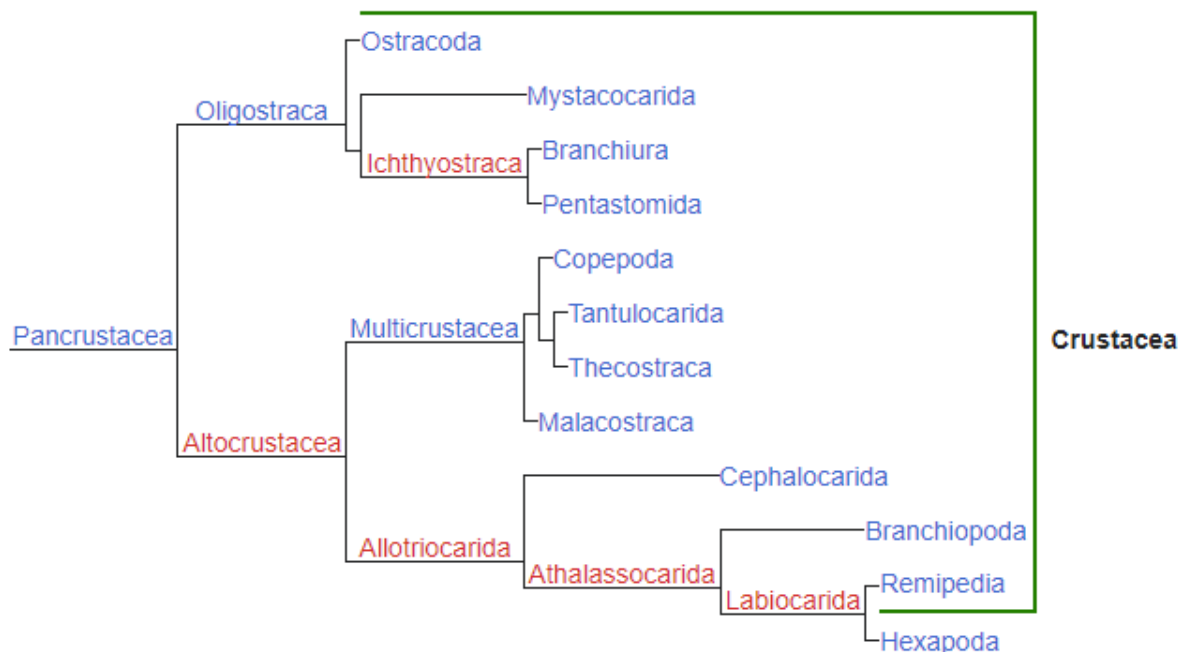 Ostracoda
Mystacocarida
Oligostraca
Branchiura
Ichthyostraca
Pentastomida
Copepoda
Tantulocarida
Multicrustacea
Pancrustacea
Crustacea
Thecostraca
Malacostraca
Altocrustacea
Cephalocarida
Branchiopoda
Allotriocarida
Athalassocarida
Remipedia
Labiocarida
Hexapoda